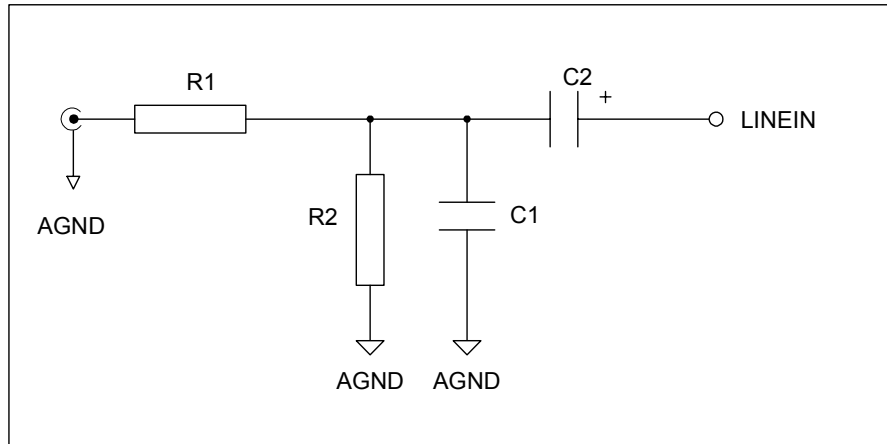 R1
C2
+
LINEIN
AGND
R2
C1
AGND
AGND